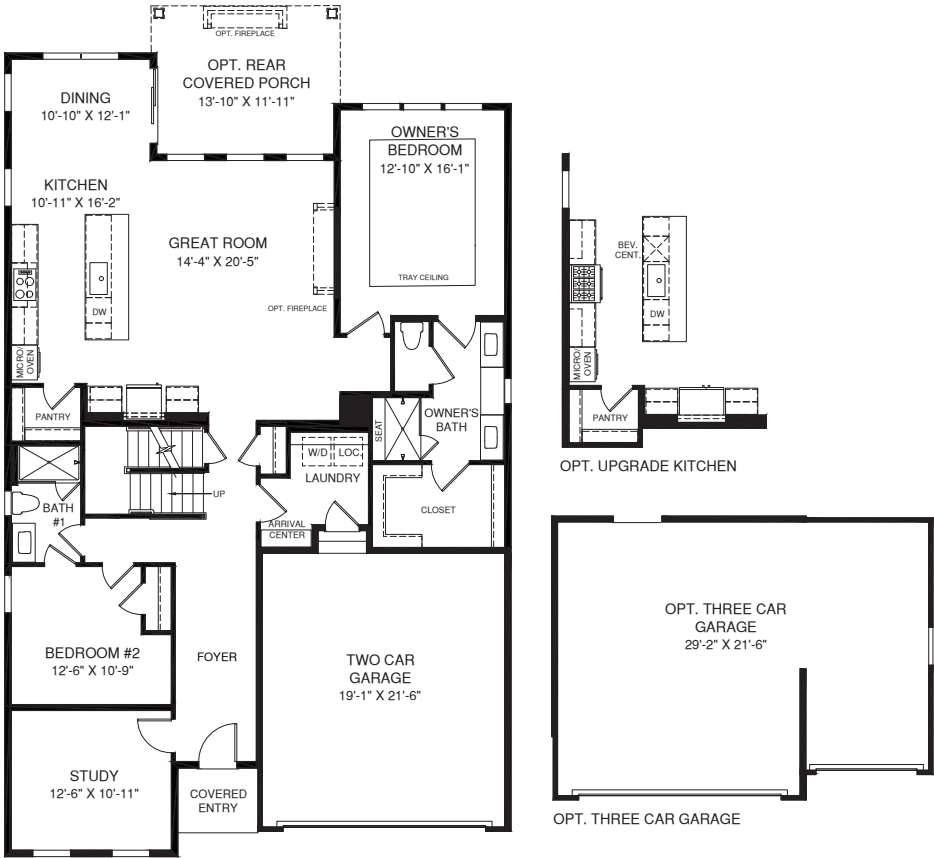 OPT. FIREPLACE
OPT. REAR
COVERED PORCH
13'-10" X 11'-11"
DINING
10'-10" X 12'-1"
OWNER'S
BEDROOM
12'-10" X 16'-1"
TRAY CEILING
KITCHEN
10'-11" X 16'-2"
GREAT ROOM
14'-4" X 20'-5"
OPT. FIREPLACE
DW
MICRO/
OVEN
PANTRY
SEAT
OWNER'S
BATH
W/D
LOC.
LAUNDRY
UP
BATH
#1
ARRIVAL
CENTER
CLOSET
BEDROOM #2
12'-6" X 10'-9"
FOYER
TWO CAR
GARAGE
19'-1" X 21'-6"
STUDY
12'-6" X 10'-11"
COVERED
ENTRY
BEV.
CENT.
DW
MICRO/
OVEN
PANTRY
OPT. UPGRADE KITCHEN
OPT. THREE CAR
GARAGE
29'-2" X 21'-6"
OPT. THREE CAR GARAGE